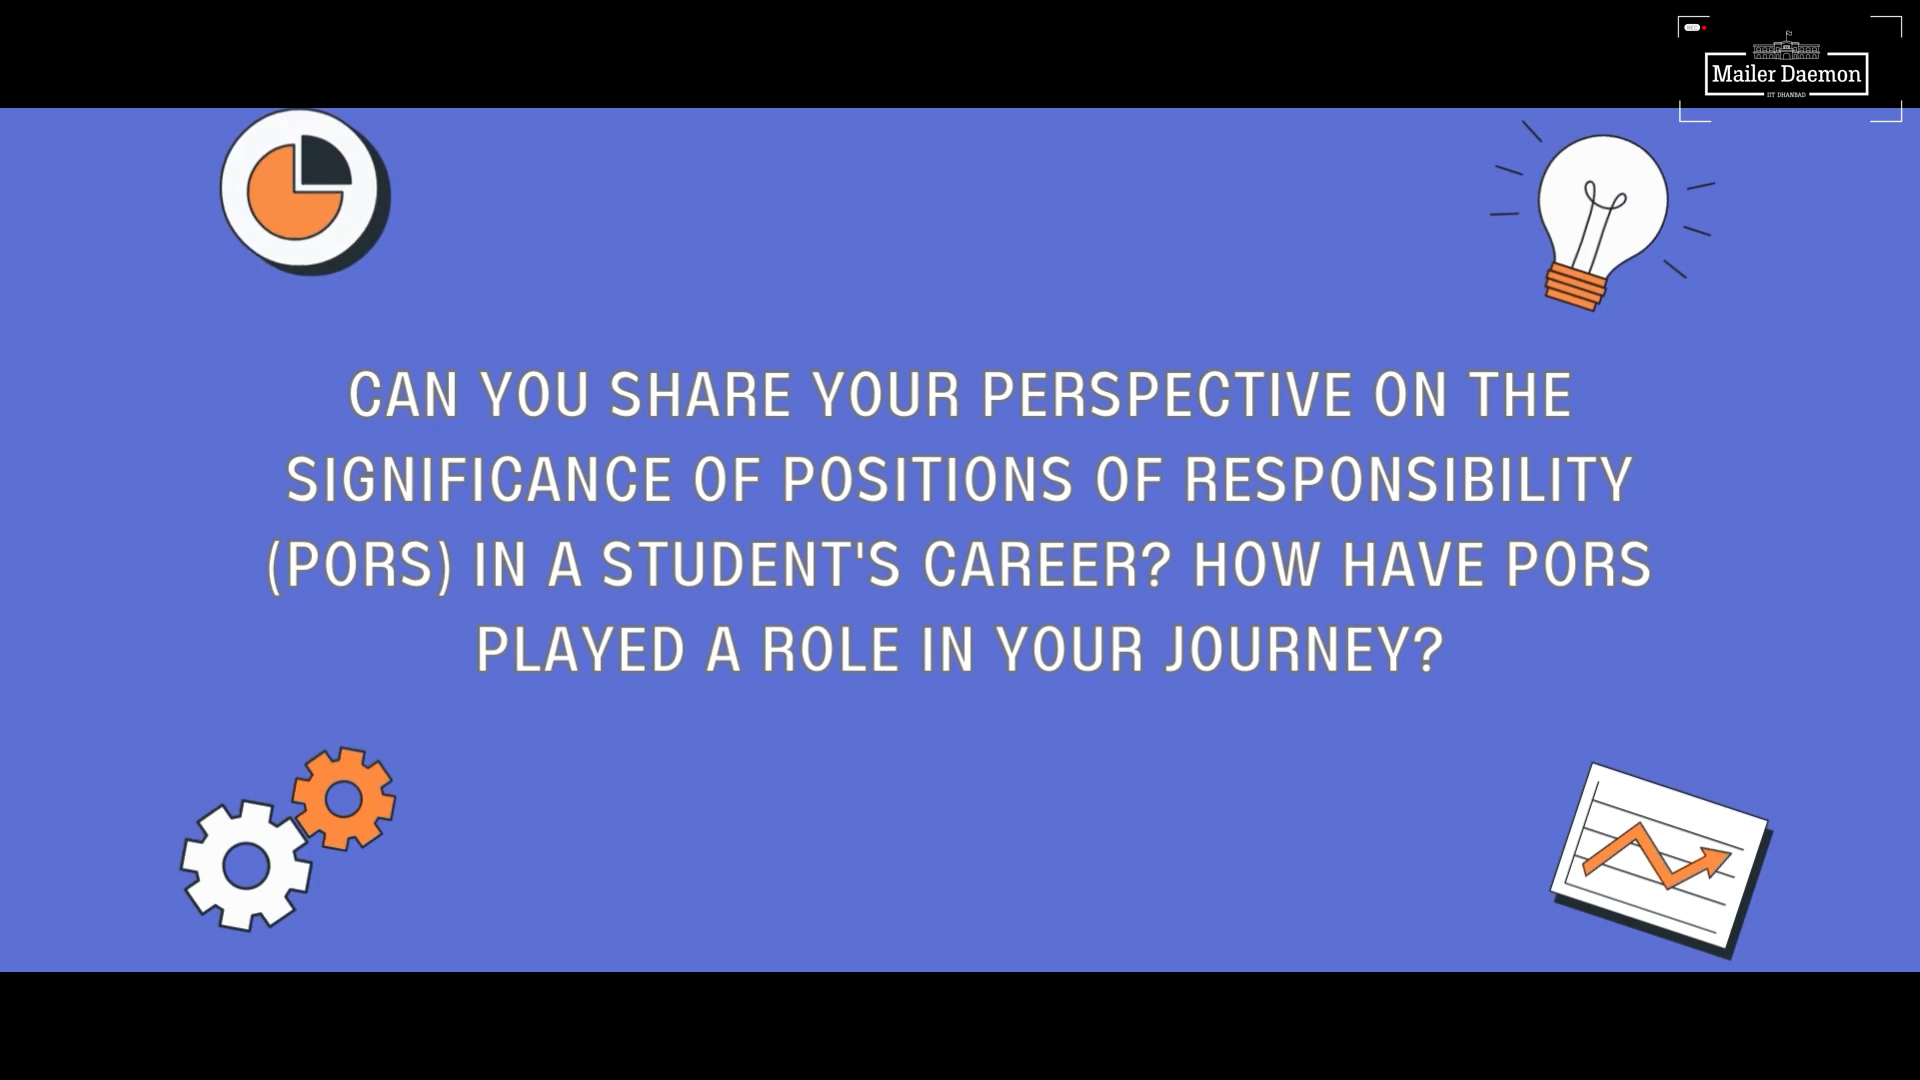 Mailer Daemon
IIT DHANBAD
CAN YOU SHARE YOUR PERSPECTIVE ON THE
SIGNIFICANCE OF POSITIONS OF RESPONSIBILITY
(PORS) IN A STUDENT'S CAREER? HOW HAVE PORS
PLAYED A ROLE IN YOUR JOURNEY?